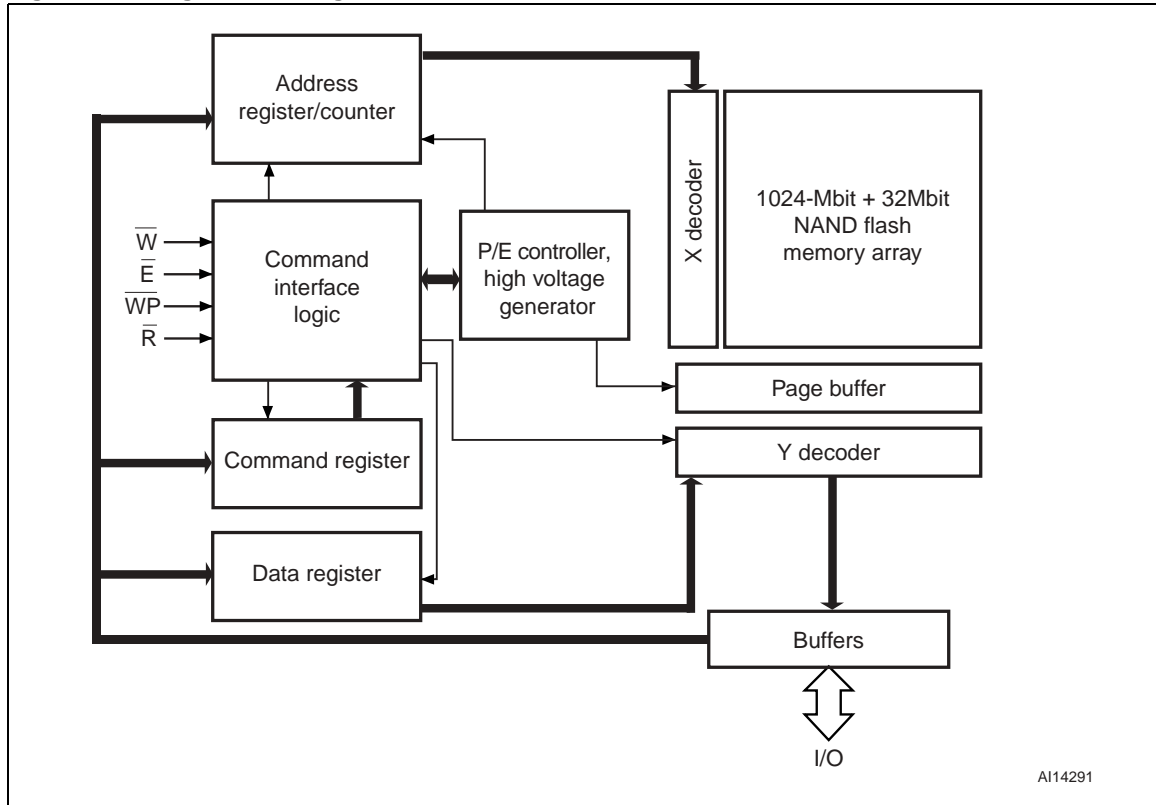 Address
register/counter
X decoder
1024-Mbit + 32Mbit
NAND flash
memory array
W̅
E̅
W̅P̅
R̅
Command
interface
logic
P/E controller,
high voltage
generator
Page buffer
Command register
Y decoder
Data register
Buffers
I/O
AI14291